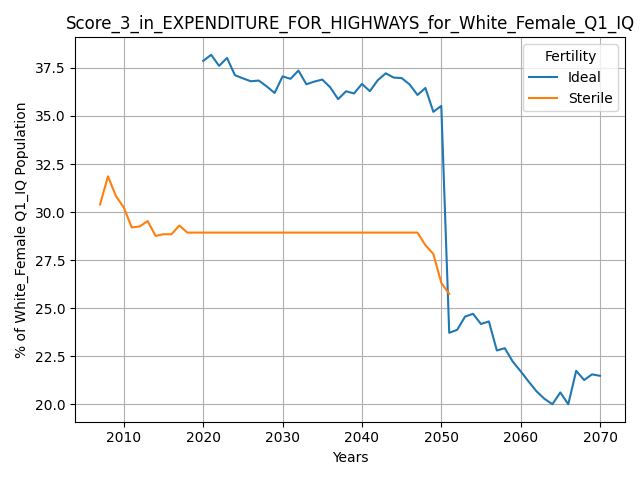 Score_3_in_EXPENDITURE_FOR_HIGHWAYS_for_White_Female_Q1_IQ
Fertility
Ideal
Sterile
% of White_Female Q1_IQ Population
37.5
35.0
32.5
30.0
27.5
25.0
22.5
20.0
2010 2020 2030 2040 2050 2060 2070
Years